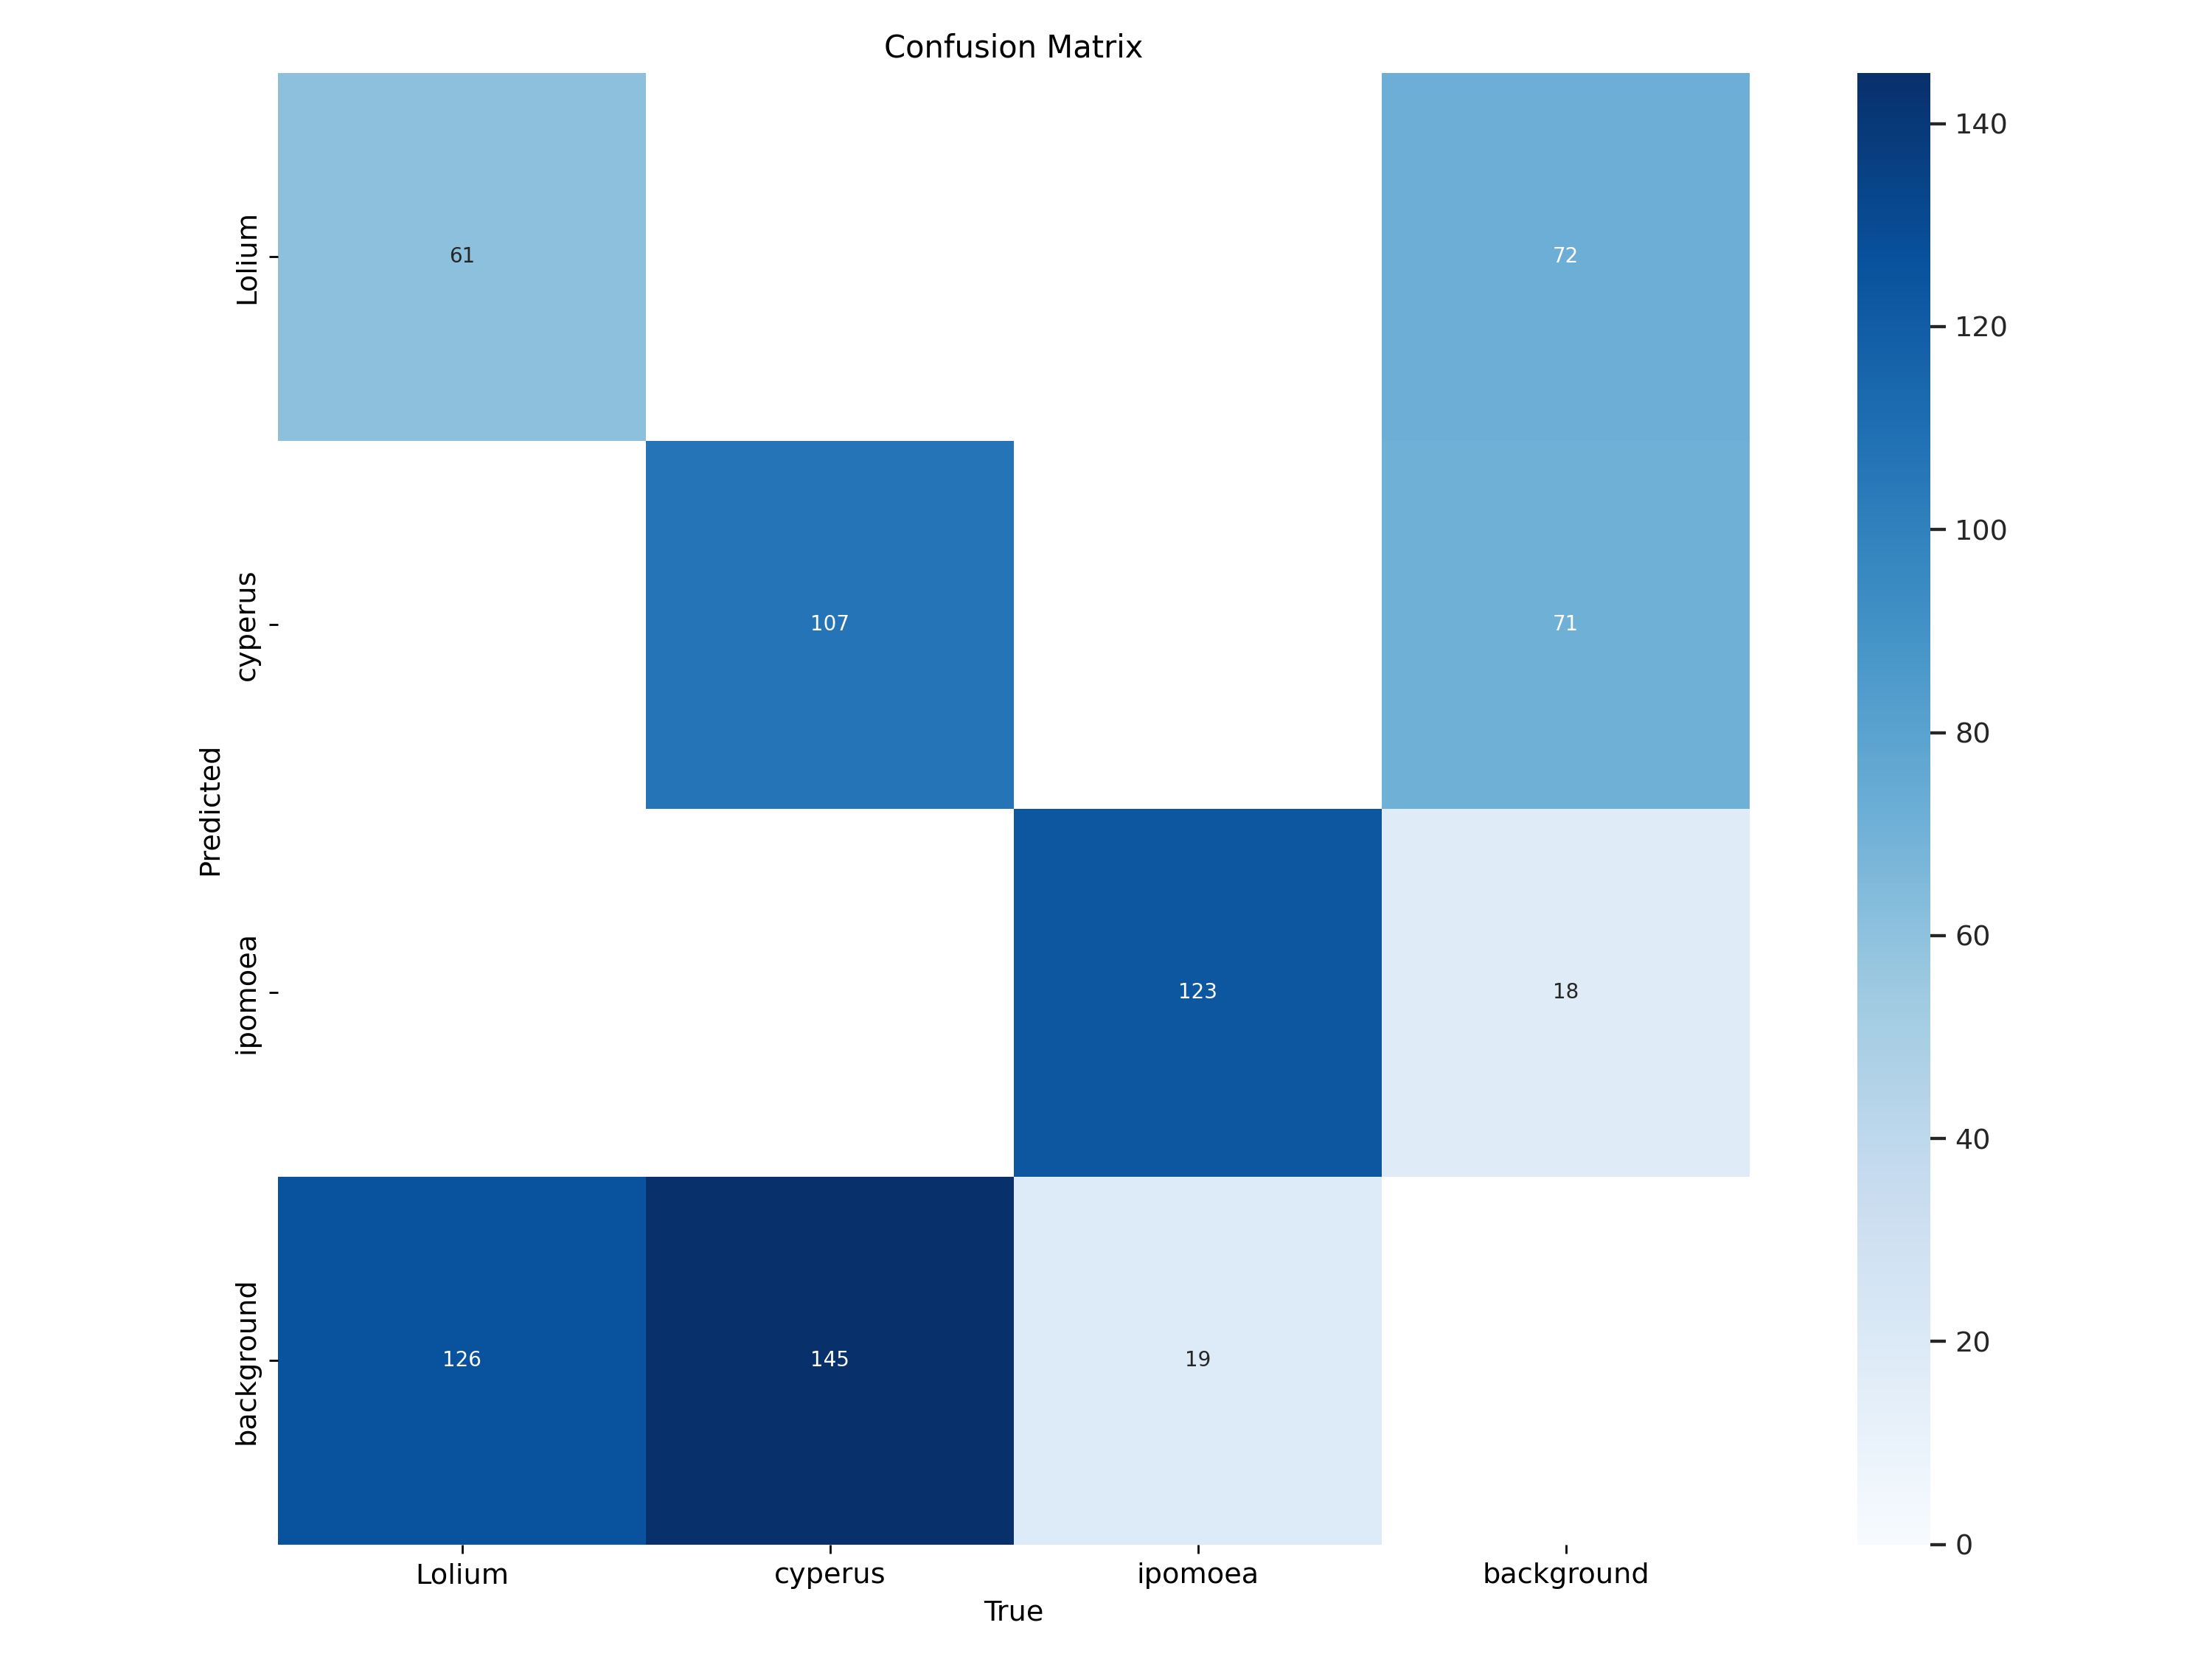 Confusion Matrix
Lolium
61
72
140
120
cyperus
107
71
100
80
Predicted
ipomoea
123
18
60
40
background
126
145
19
20
0
Lolium
cyperus
ipomoea
background
True